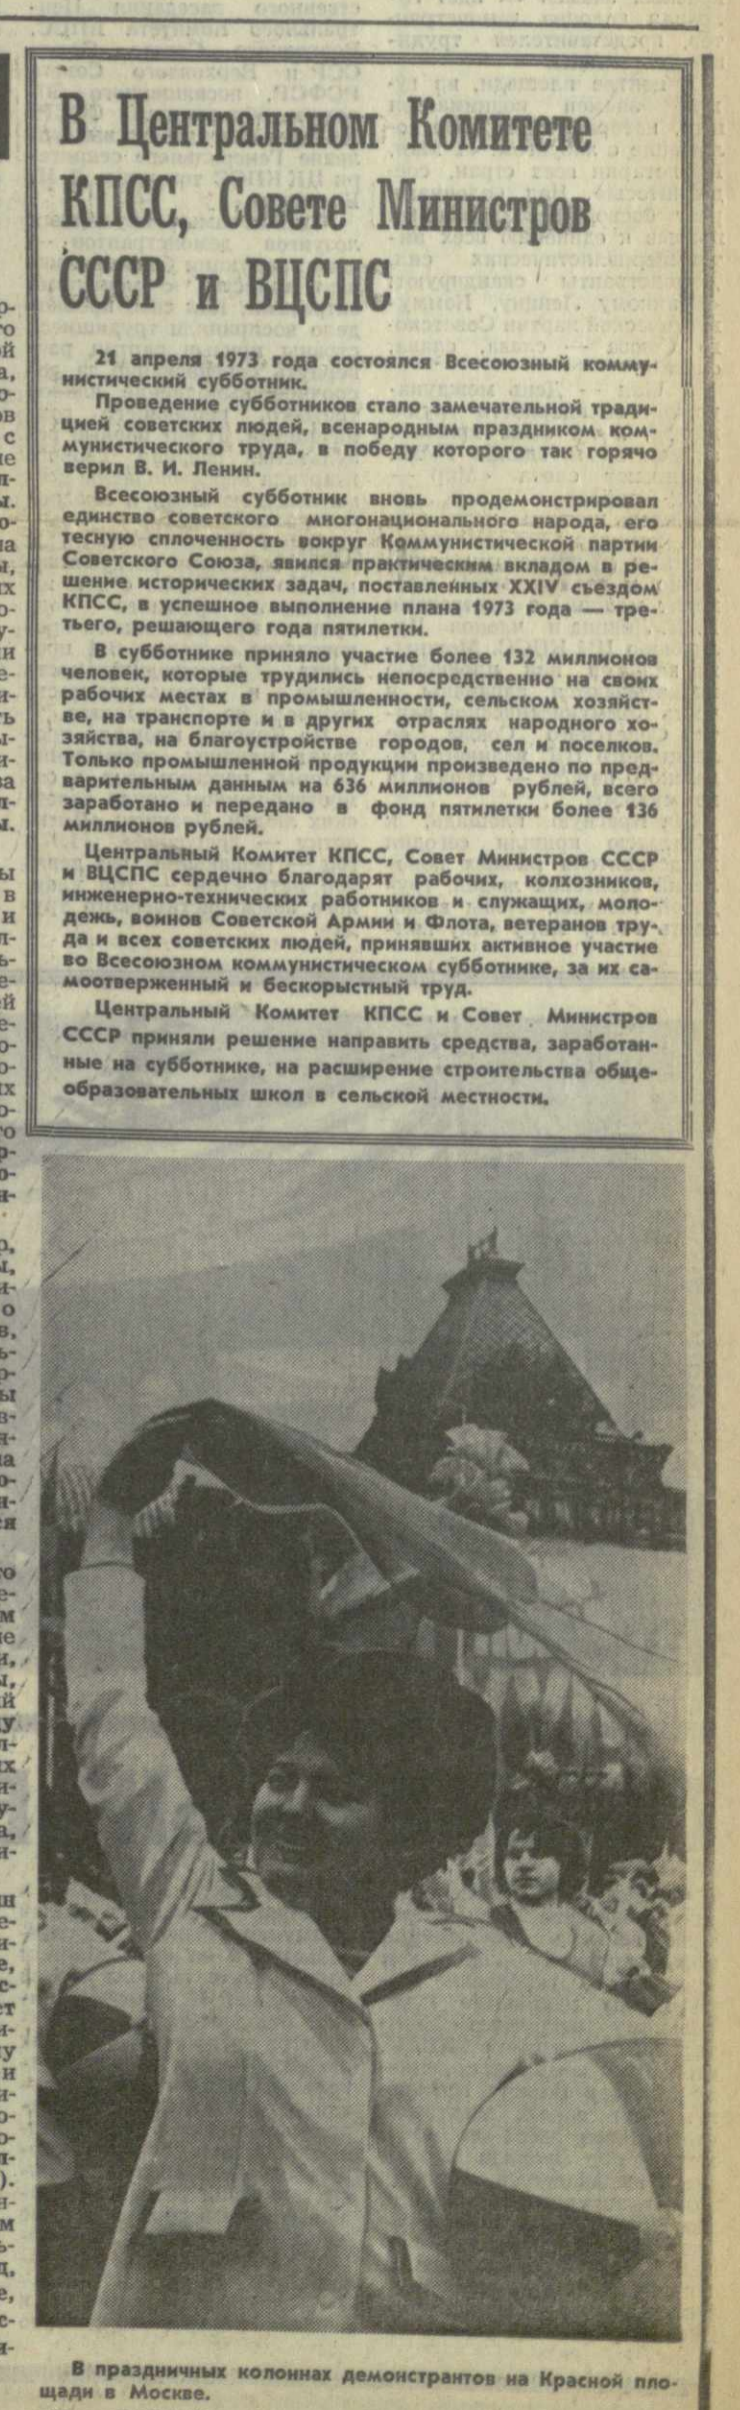 В Центральном Комитете
КПСС, Совете Министров
СССР и ВЦСПС
21 апреля 1973 года состоялся Всесоюзный комму-
нистический субботник.
Проведение субботников стало замечательной тради-
цией советских людей, всенародным праздником ком-
мунистического труда, в победу которого так горячо
верил В. И. Ленин.
Всесоюзный субботник вновь продемонстрировал
единство советского многонационального народа, его
тесную сплоченность вокруг Коммунистической партии
Советского Союза, явился практическим вкладом в ре-
шение исторических задач, поставленных XXIV съездом
КПСС, в успешное выполнение плана 1973 года — тре-
тьего, решающего года пятилетки.
В субботнике приняло участие более 132 миллионов
человек, которые трудились непосредственно на своих
рабочих местах в промышленности, сельском хозяйст-
ве, на транспорте и в других отраслях народного хо-
зяйства, на благоустройстве городов, сел и поселков.
Только промышленной продукции произведено по пред-
варительным данным на 636 миллионов рублей, всего
заработано и передано в фонд пятилетки более 136
миллионов рублей.
Центральный Комитет КПСС, Совет Министров СССР
и ВЦСПС сердечно благодарят рабочих, колхозников,
инженерно-технических работников и служащих, моло-
дежь, воинов Советской Армии и Флота, ветеранов тру-
да и всех советских людей, принявших активное участие
во Всесоюзном коммунистическом субботнике, за их са-
моотверженный и бескорыстный труд.
Центральный Комитет КПСС и Совет Министров
СССР приняли решение направить средства, заработан-
ные на субботнике, на расширение строительства обще-
образовательных школ в сельской местности.
В праздничных колоннах демонстрантов на Красной пло-
щади в Москве.